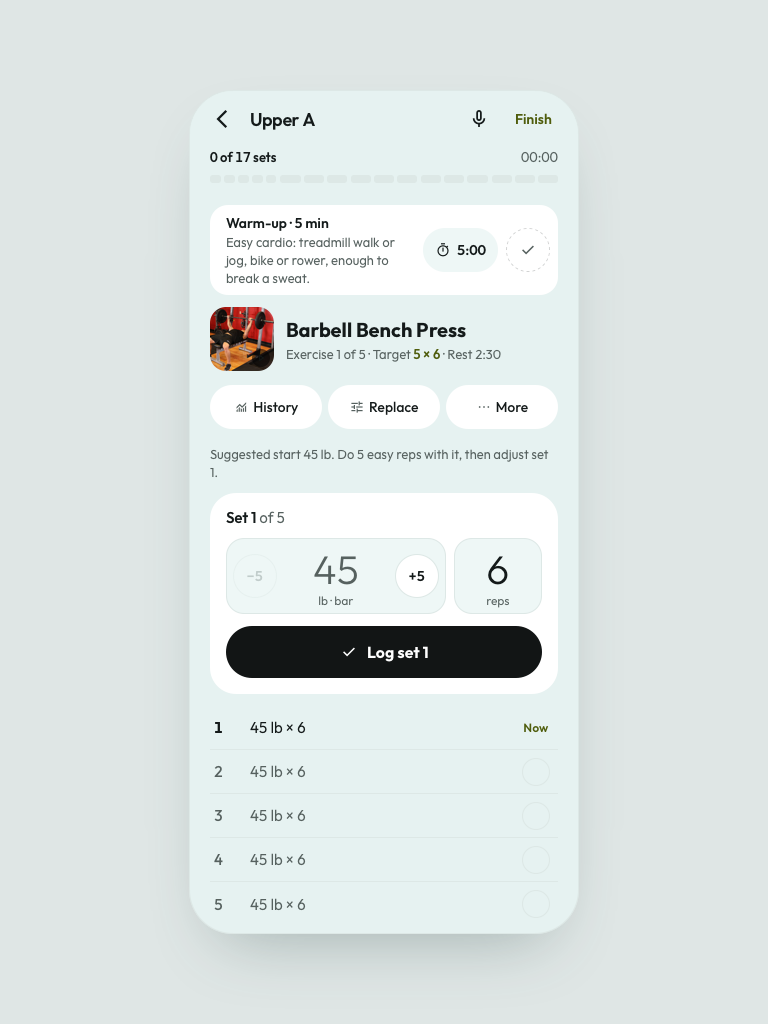 Upper A
Finish
0 of 17 sets
00:00
Warm-up · 5 min
Easy cardio: treadmill walk or
jog, bike or rower, enough to
break a sweat.
5:00
Barbell Bench Press
Exercise 1 of 5 · Target 5 × 6 · Rest 2:30
History
Replace
More
Suggested start 45 lb. Do 5 easy reps with it, then adjust set
1.
Set 1 of 5
−5
45
+5
6
lb · bar
reps
Log set 1
1 45 lb × 6 Now
2 45 lb × 6
3 45 lb × 6
4 45 lb × 6
5 45 lb × 6